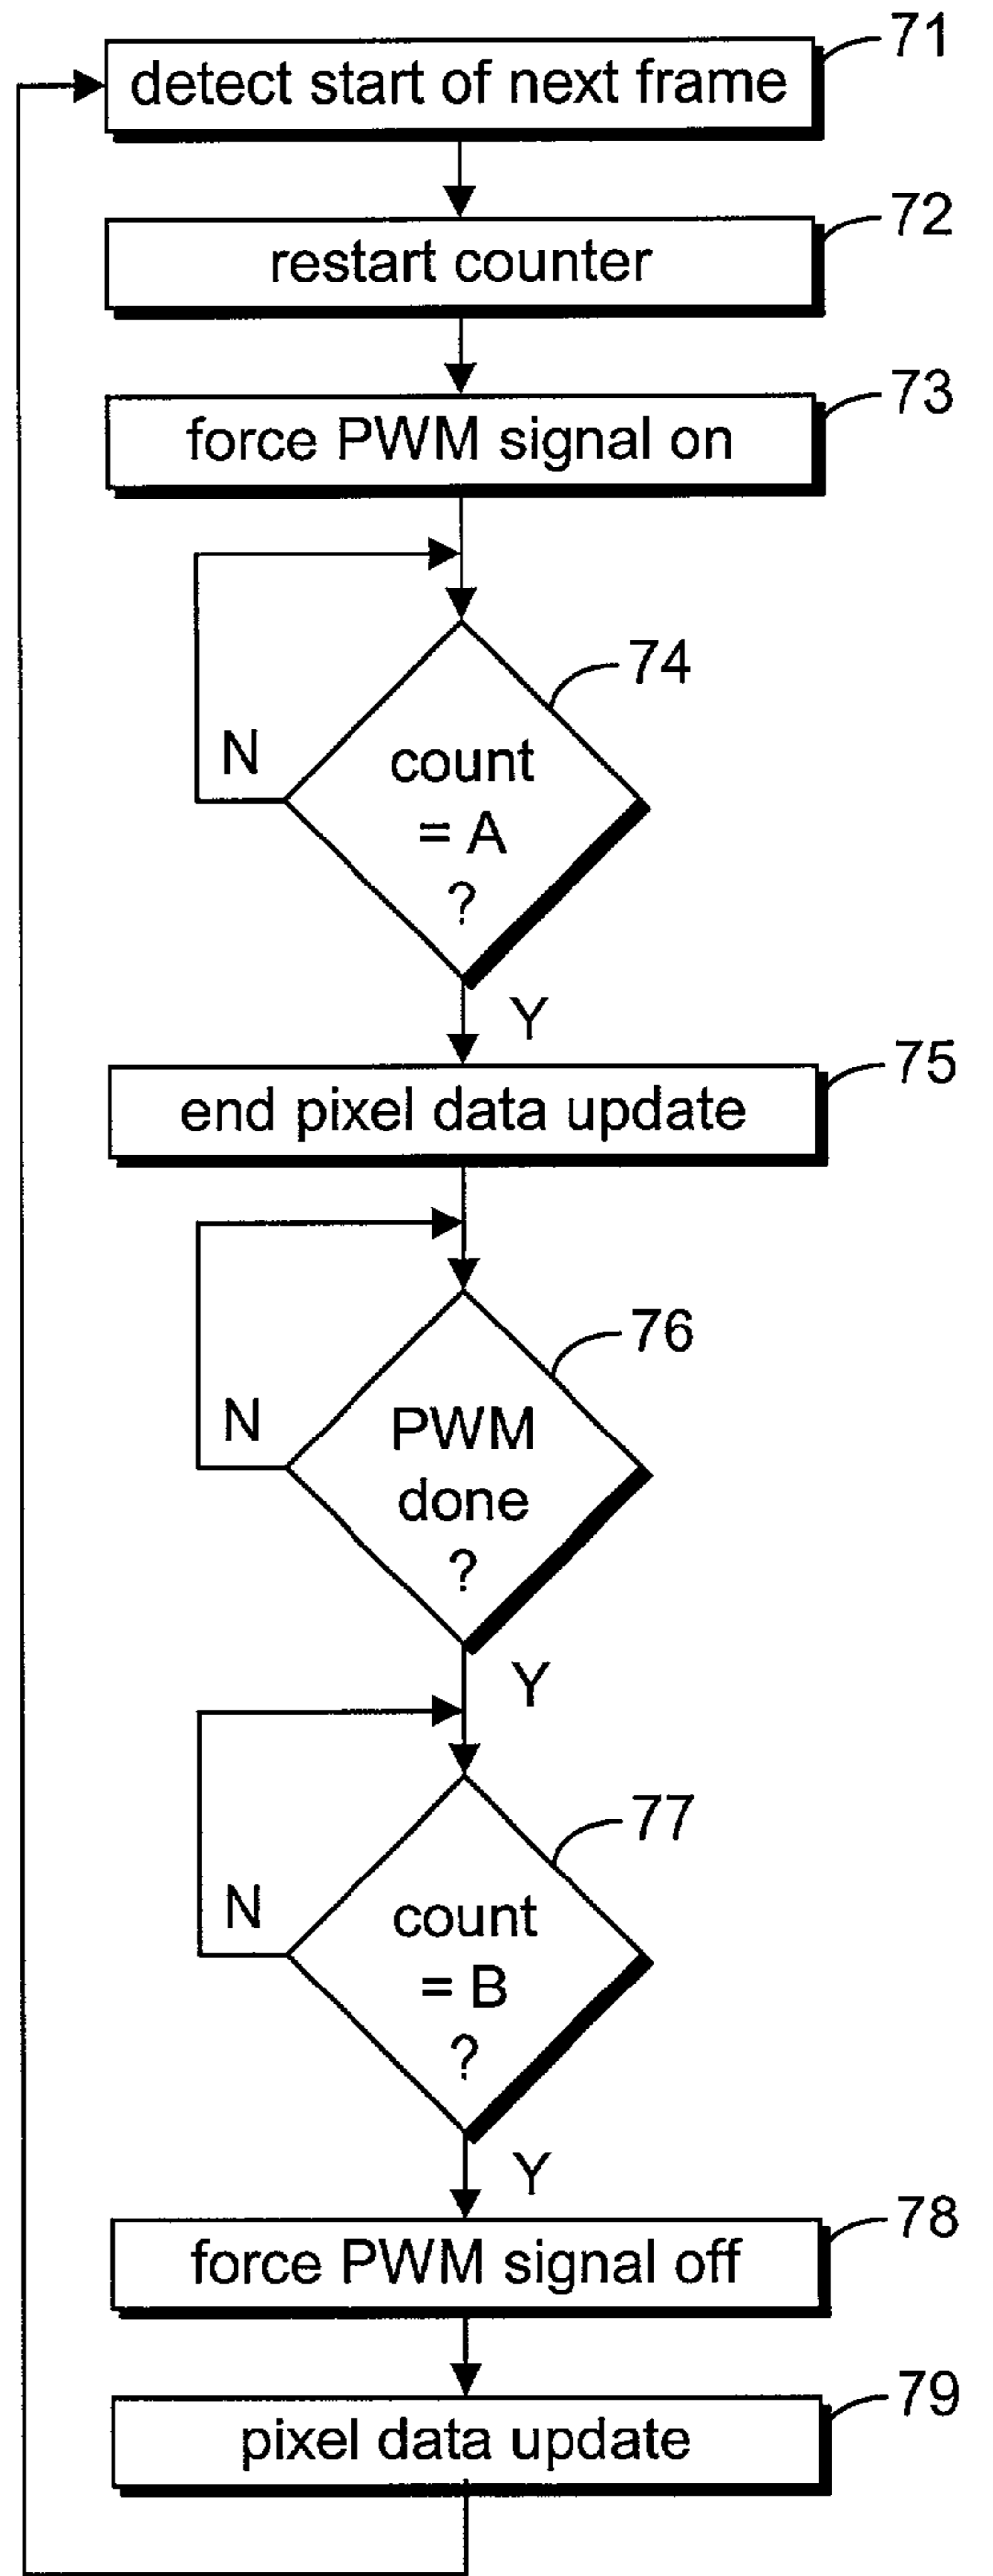 71
detect start of next frame
72
restart counter
73
force PWM signal on
74
N
count
= A
?
Y
75
end pixel data update
76
N
PWM
done
?
Y
77
N
count
= B
?
Y
78
force PWM signal off
79
pixel data update